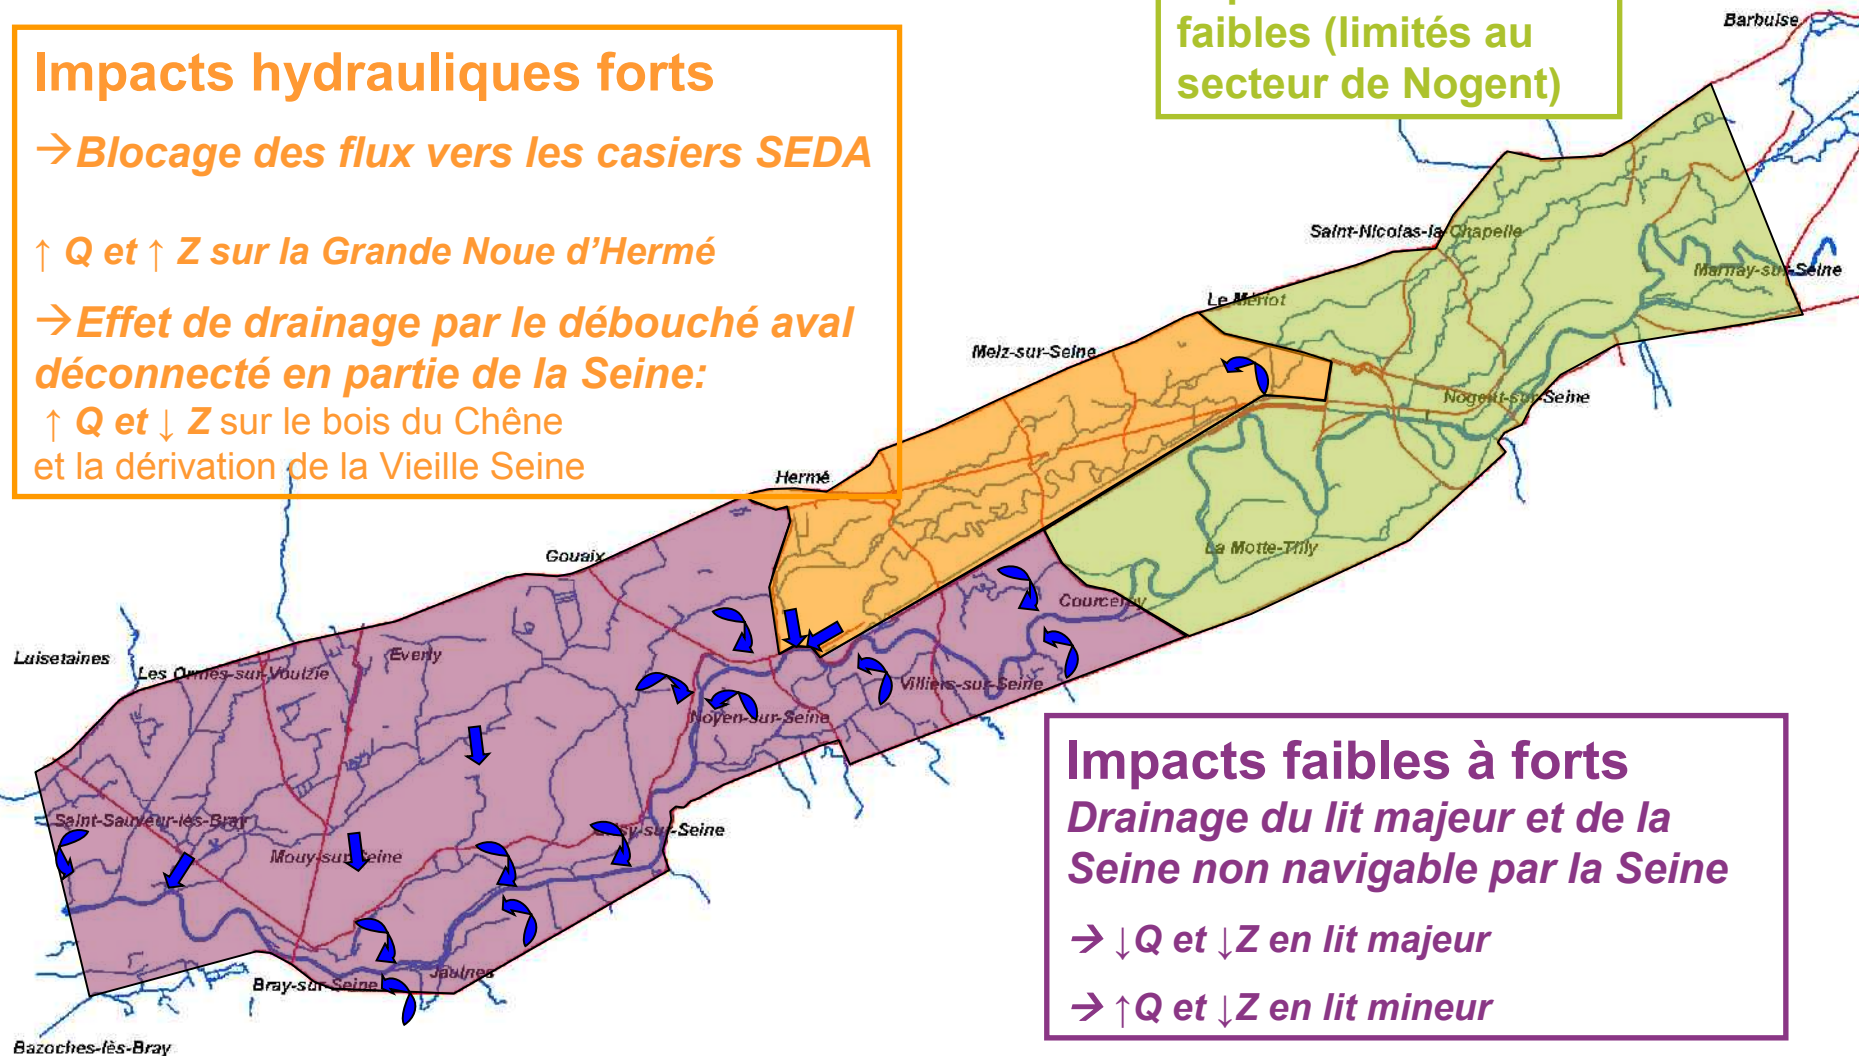 faibles (limités au
secteur de Nogent)
Impacts hydrauliques forts
→Blocage des flux vers les casiers SEDA
↑ Q et ↑ Z sur la Grande Noue d’Hermé
→Effet de drainage par le débouché aval
déconnecté en partie de la Seine:
↑ Q et ↓ Z sur le bois du Chêne
et la dérivation de la Vieille Seine
Barbuise
Saint-Nicolas-la-Chapelle
Marnay-sur-Seine
Le Mériot
Melz-sur-Seine
Nogent-sur-Seine
Hermé
La Motte-Tilly
Gouaix
Courceroy
Everly
Luisetaines
Les Ormes-sur-Voulzie
Villiers-sur-Seine
Noyen-sur-Seine
Saint-Sauveur-lès-Bray
Grisy-sur-Seine
Mouy-sur-Seine
Jaulnes
Bray-sur-Seine
Bazoches-lès-Bray
Impacts faibles à forts
Drainage du lit majeur et de la
Seine non navigable par la Seine
→ ↓Q et ↓Z en lit majeur
→ ↑Q et ↓Z en lit mineur